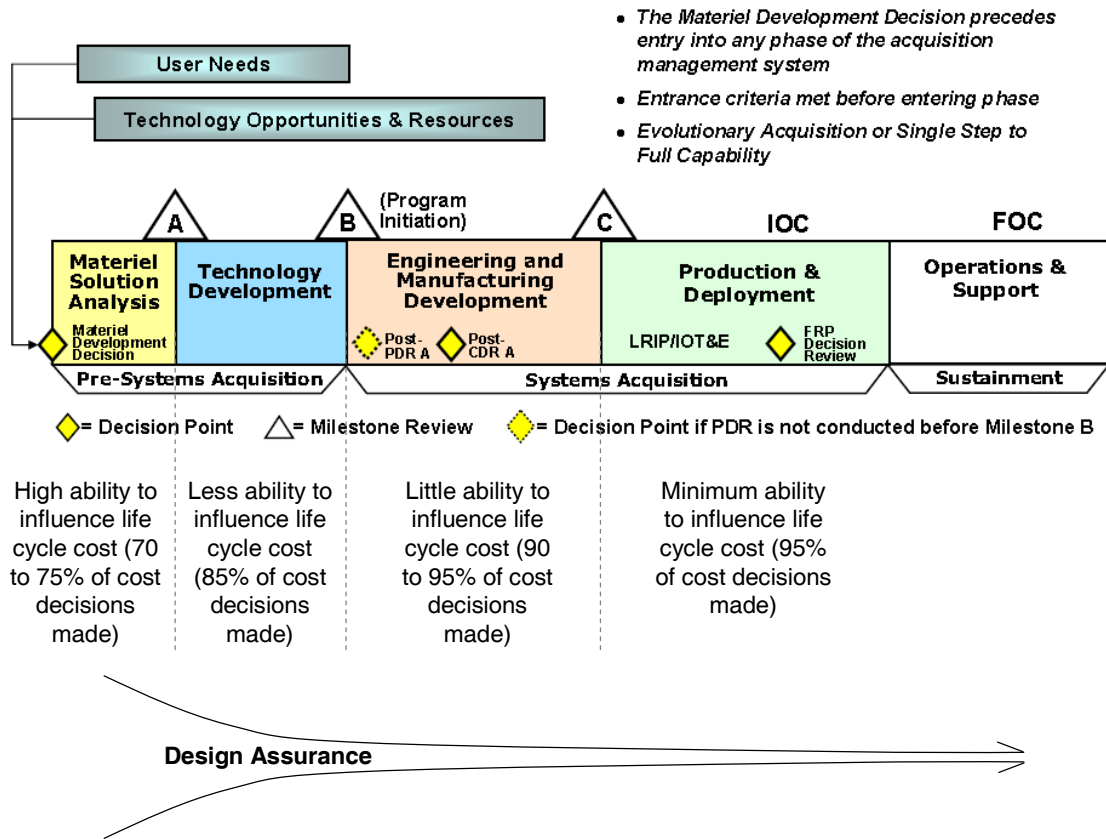 • The Materiel Development Decision precedes
entry into any phase of the acquisition
management system
• Entrance criteria met before entering phase
• Evolutionary Acquisition or Single Step to
Full Capability
User Needs
Technology Opportunities & Resources
A
B
(Program
Initiation)
C
IOC
FOC
Materiel
Solution
Analysis
Technology
Development
Engineering and
Manufacturing
Development
Production &
Deployment
Operations &
Support
Materiel
Development
Decision
Post-
PDR A
Post-
CDR A
LRIP/IOT&E
FRP
Decision
Review
Pre-Systems Acquisition
Systems Acquisition
Sustainment
= Decision Point
= Milestone Review
= Decision Point if PDR is not conducted before Milestone B
High ability to
influence life
cycle cost (70
to 75% of cost
decisions
made)
Less ability to
influence life
cycle cost
(85% of cost
decisions
made)
Little ability to
influence life
cycle cost (90
to 95% of cost
decisions
made)
Minimum ability
to influence life
cycle cost (95%
of cost decisions
made)
Design Assurance